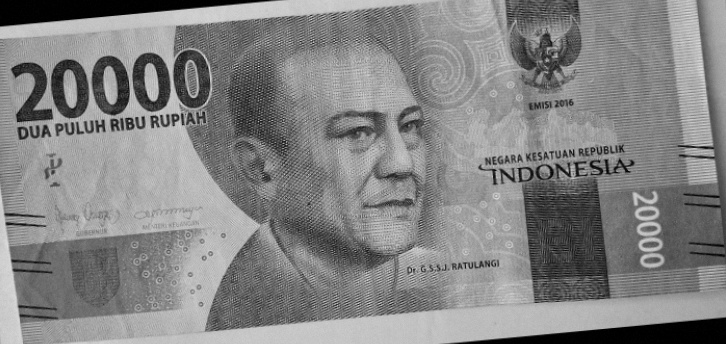 20000
DUA PULUH RIBU RUPIAH
EMISI 2016
NEGARA KESATUAN REPUBLIK
INDONESIA
20000
GUBERNUR
MENTERI KEUANGAN
Dr. G.S.S.J. RATULANGI